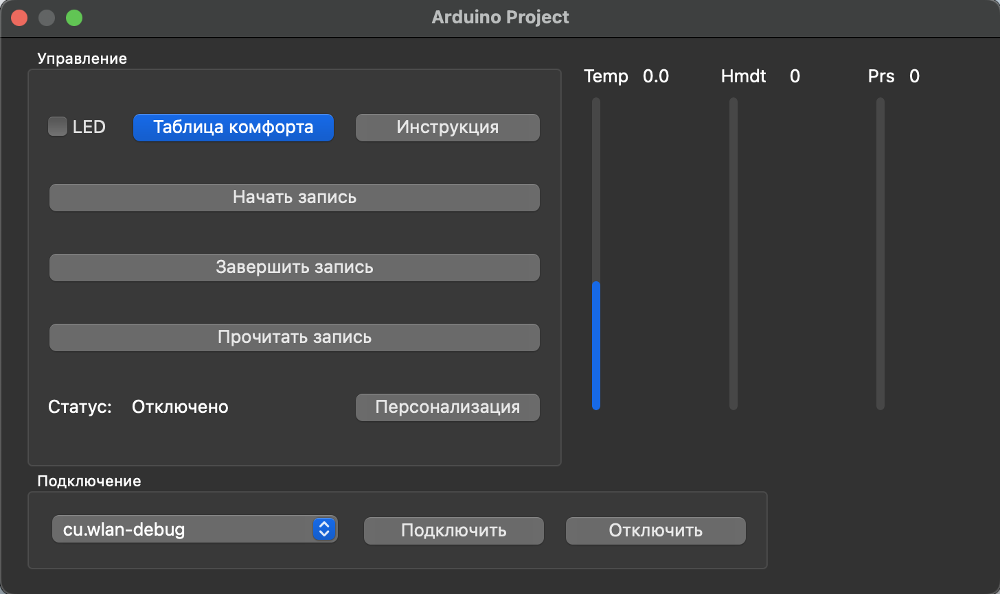 Arduino Project
Управление
Temp 0.0 Hmdt 0 Prs 0
LED Таблица комфорта Инструкция
Начать запись
Завершить запись
Прочитать запись
Статус: Отключено Персонализация
Подключение
cu.wlan-debug Подключить Отключить